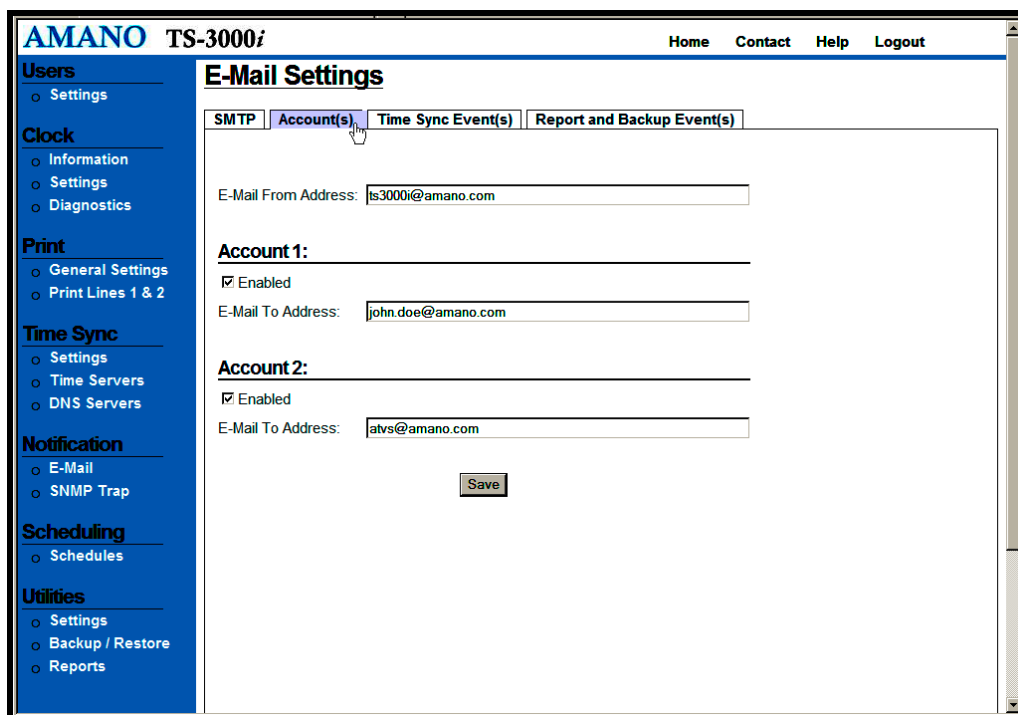 AMANO TS-3000i
Home Contact Help Logout
Users
Settings
Clock
Information
Settings
Diagnostics
Print
General Settings
Print Lines 1 & 2
Time Sync
Settings
Time Servers
DNS Servers
Notification
E-Mail
SNMP Trap
Scheduling
Schedules
Utilities
Settings
Backup / Restore
Reports
E-Mail Settings
SMTP Account(s) Time Sync Event(s) Report and Backup Event(s)
E-Mail From Address: ts3000i@amano.com
Account 1:
Enabled
E-Mail To Address: john.doe@amano.com
Account 2:
Enabled
E-Mail To Address: atvs@amano.com
Save